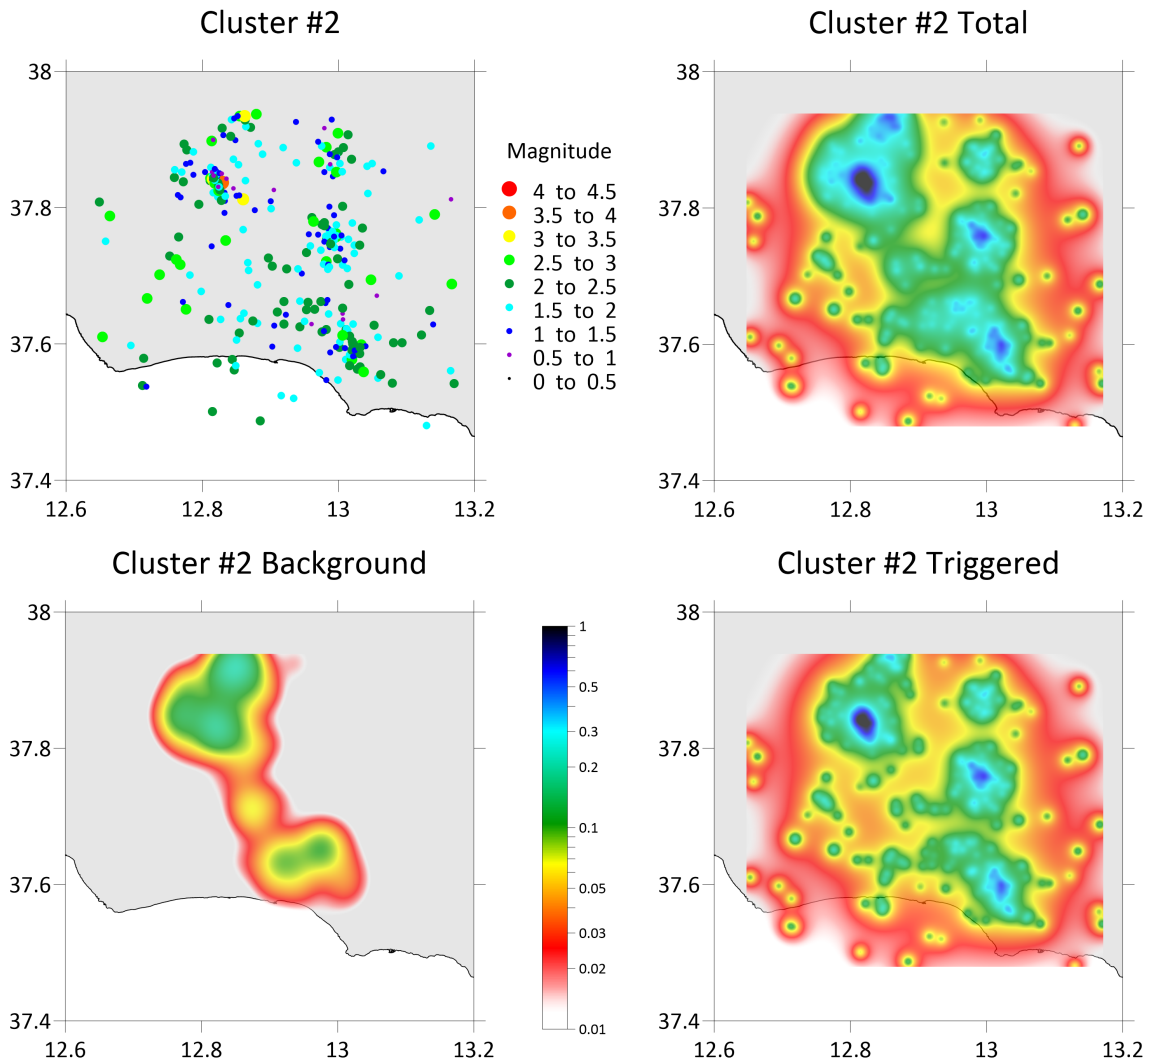 Cluster #2
38
37.8
37.6
37.4
12.6 12.8 13 13.2
Magnitude
4 to 4.5
3.5 to 4
3 to 3.5
2.5 to 3
2 to 2.5
1.5 to 2
1 to 1.5
0.5 to 1
0 to 0.5
Cluster #2 Total
38
37.8
37.6
37.4
12.6 12.8 13 13.2
Cluster #2 Background
38
37.8
37.6
37.4
12.6 12.8 13 13.2
1
0.5
0.3
0.2
0.1
0.05
0.03
0.02
0.01
Cluster #2 Triggered
38
37.8
37.6
37.4
12.6 12.8 13 13.2